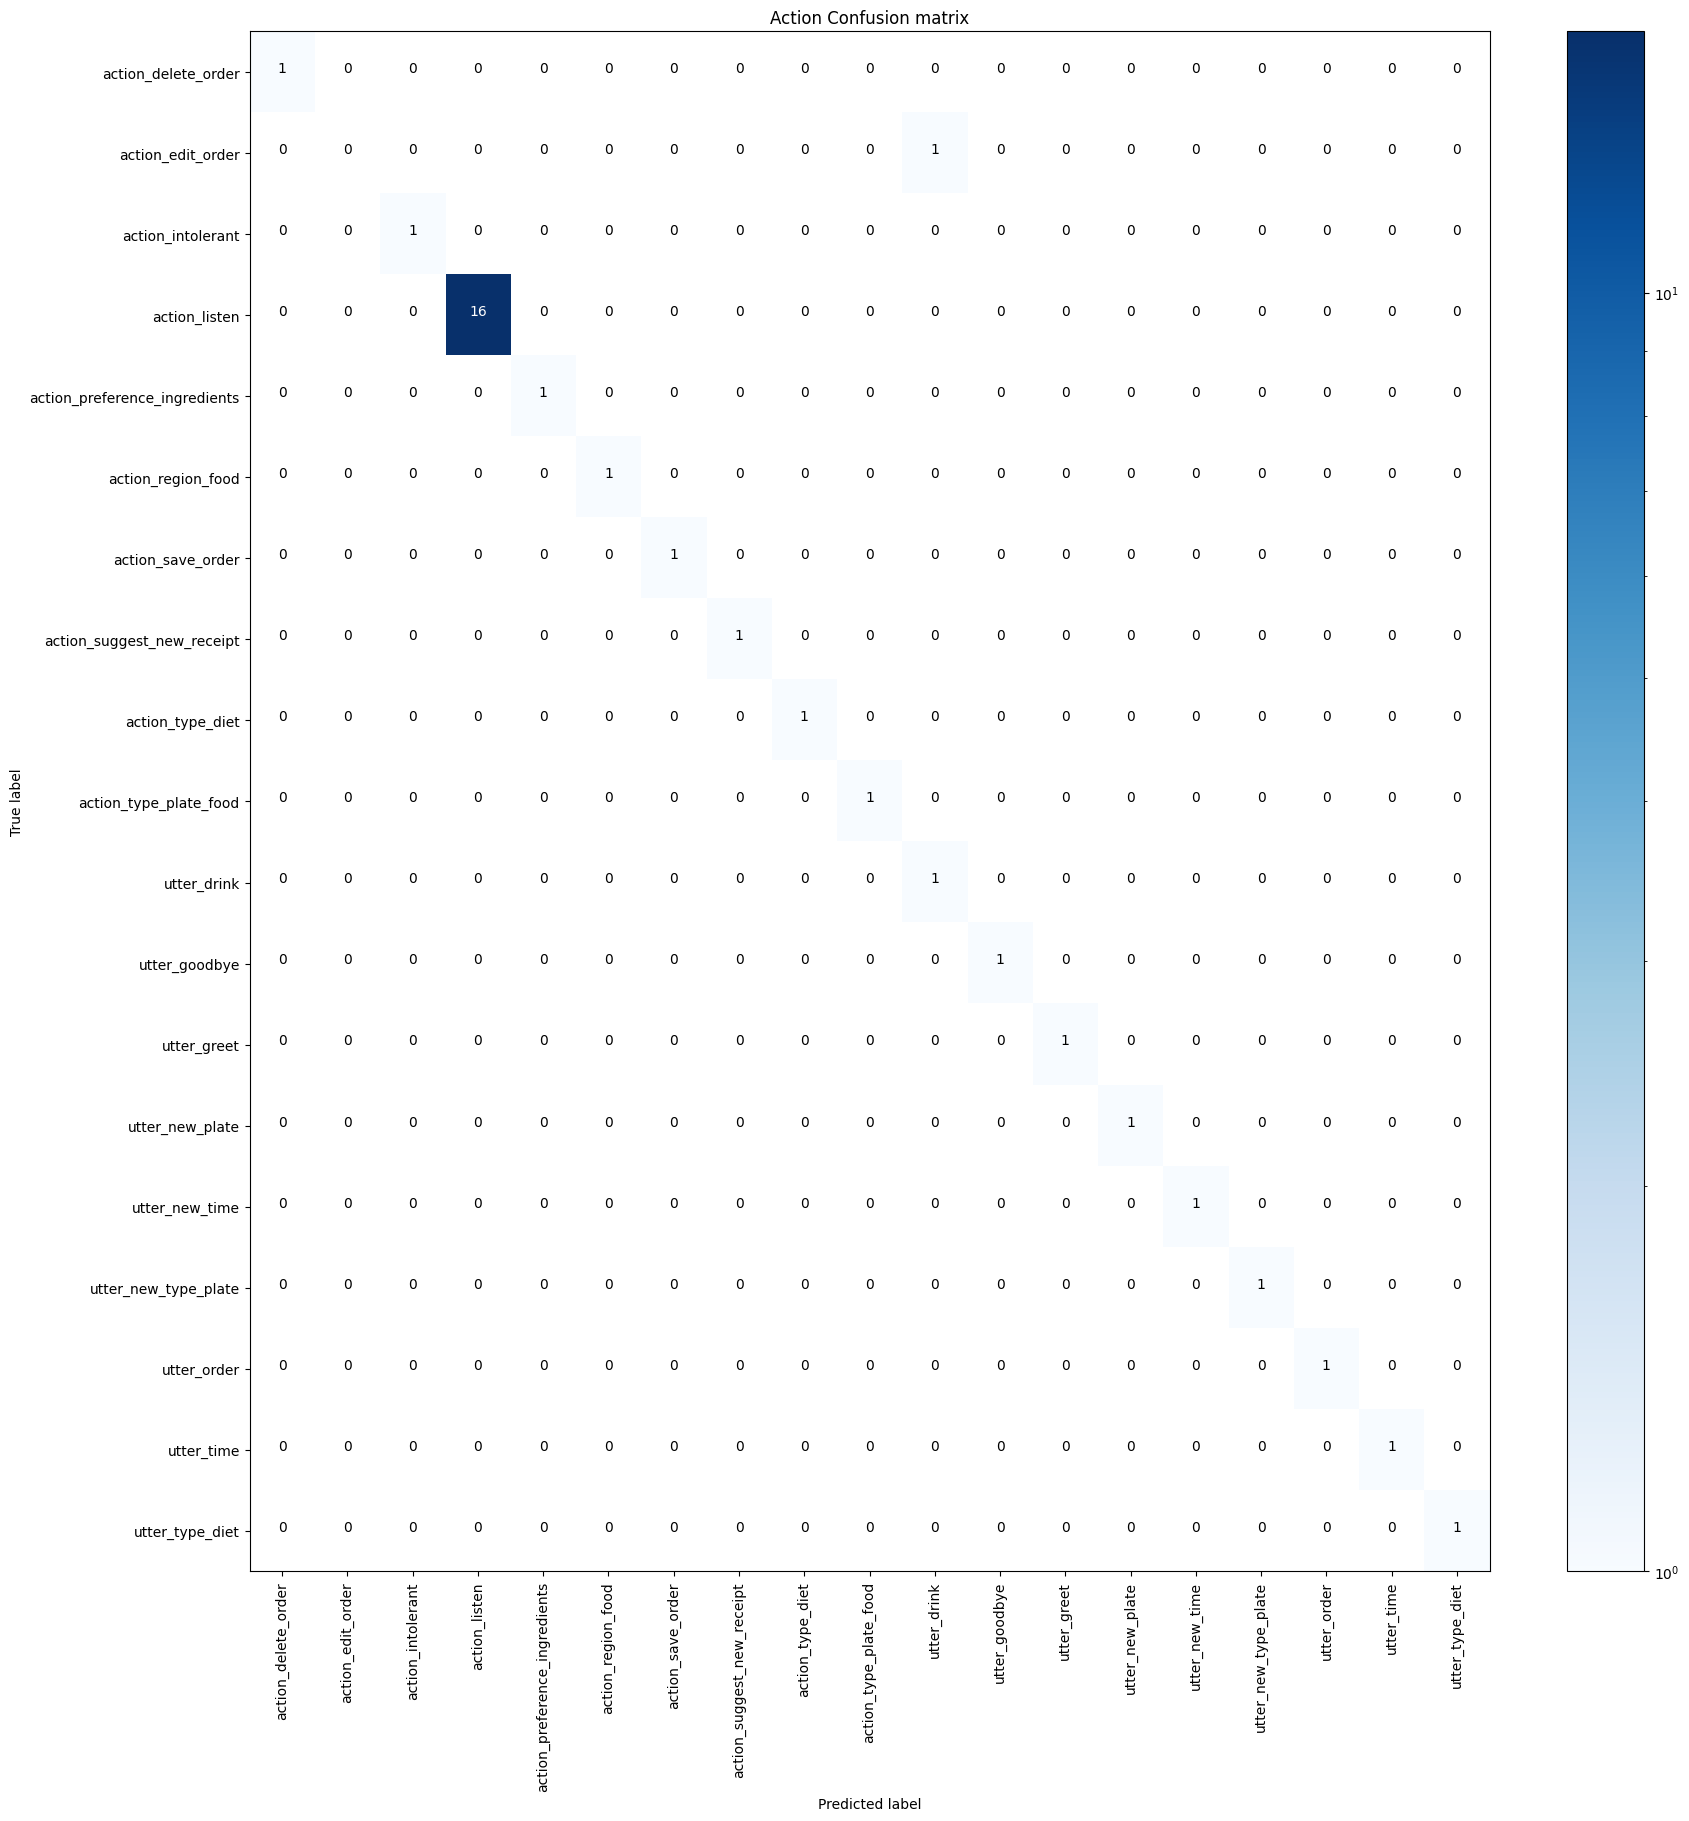 Action Confusion matrix
action_delete_order 1 0 0 0 0 0 0 0 0 0 0 0 0 0 0 0 0 0 0
action_edit_order 0 0 0 0 0 0 0 0 0 0 1 0 0 0 0 0 0 0 0
action_intolerant 0 0 1 0 0 0 0 0 0 0 0 0 0 0 0 0 0 0 0
action_listen 0 0 0 16 0 0 0 0 0 0 0 0 0 0 0 0 0 0 0
action_preference_ingredients 0 0 0 0 1 0 0 0 0 0 0 0 0 0 0 0 0 0 0
action_region_food 0 0 0 0 0 1 0 0 0 0 0 0 0 0 0 0 0 0 0
action_save_order 0 0 0 0 0 0 1 0 0 0 0 0 0 0 0 0 0 0 0
action_suggest_new_receipt 0 0 0 0 0 0 0 1 0 0 0 0 0 0 0 0 0 0 0
action_type_diet 0 0 0 0 0 0 0 0 1 0 0 0 0 0 0 0 0 0 0
action_type_plate_food 0 0 0 0 0 0 0 0 0 1 0 0 0 0 0 0 0 0 0
utter_drink 0 0 0 0 0 0 0 0 0 0 1 0 0 0 0 0 0 0 0
utter_goodbye 0 0 0 0 0 0 0 0 0 0 0 1 0 0 0 0 0 0 0
utter_greet 0 0 0 0 0 0 0 0 0 0 0 0 1 0 0 0 0 0 0
utter_new_plate 0 0 0 0 0 0 0 0 0 0 0 0 0 1 0 0 0 0 0
utter_new_time 0 0 0 0 0 0 0 0 0 0 0 0 0 0 1 0 0 0 0
utter_new_type_plate 0 0 0 0 0 0 0 0 0 0 0 0 0 0 0 1 0 0 0
utter_order 0 0 0 0 0 0 0 0 0 0 0 0 0 0 0 0 1 0 0
utter_time 0 0 0 0 0 0 0 0 0 0 0 0 0 0 0 0 0 1 0
utter_type_diet 0 0 0 0 0 0 0 0 0 0 0 0 0 0 0 0 0 0 1
True label
action_delete_order
action_edit_order
action_intolerant
action_listen
action_preference_ingredients
action_region_food
action_save_order
action_suggest_new_receipt
action_type_diet
action_type_plate_food
utter_drink
utter_goodbye
utter_greet
utter_new_plate
utter_new_time
utter_new_type_plate
utter_order
utter_time
utter_type_diet
Predicted label
10¹
10⁰